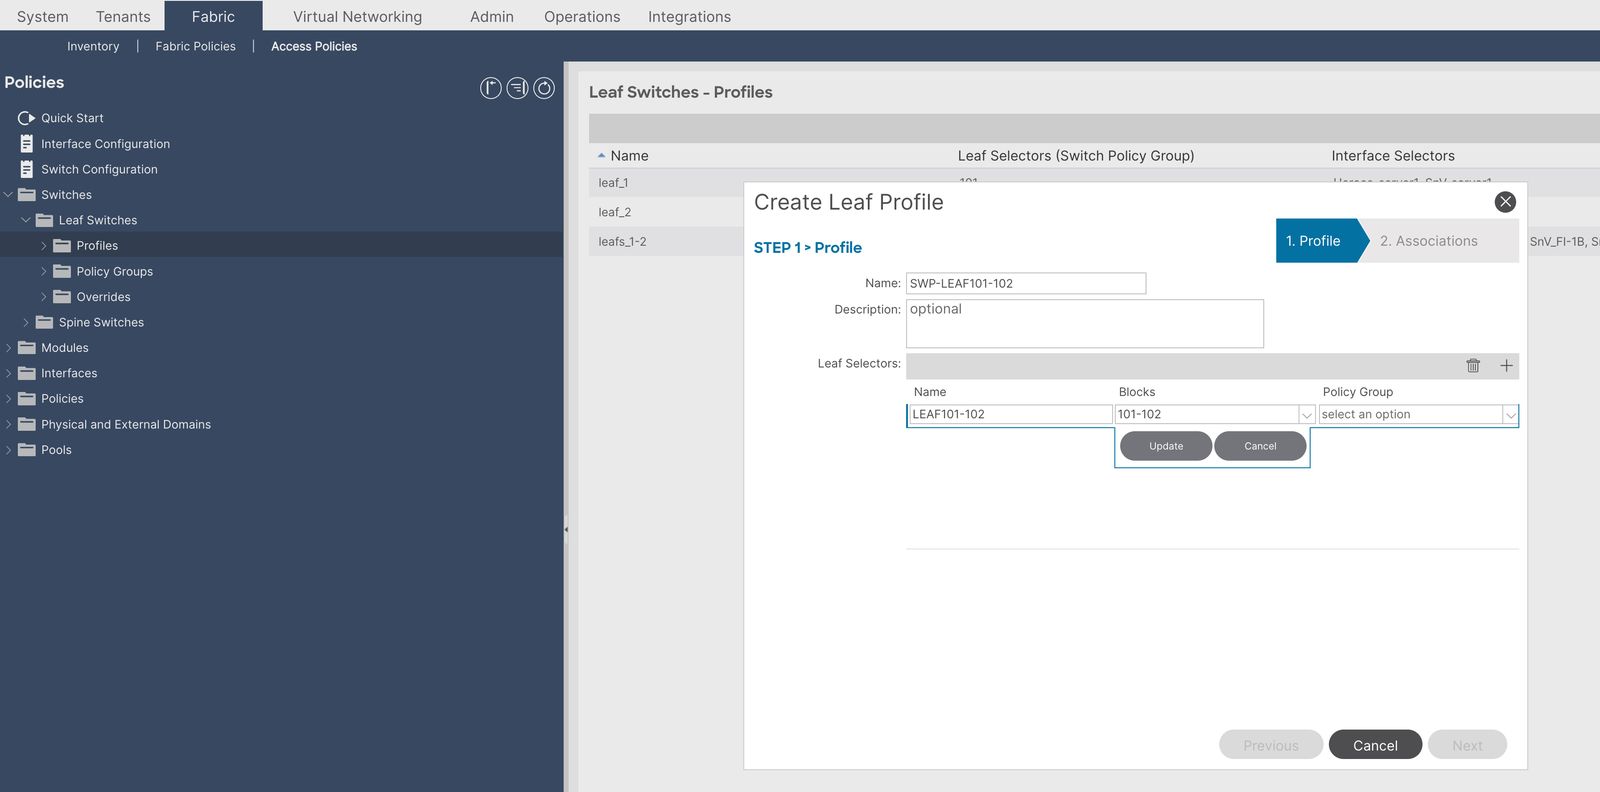 System Tenants Fabric Virtual Networking Admin Operations Integrations
Inventory | Fabric Policies | Access Policies
Policies
Quick Start
Interface Configuration
Switch Configuration
Switches
Leaf Switches
Profiles
Policy Groups
Overrides
Spine Switches
Modules
Interfaces
Policies
Physical and External Domains
Pools
Leaf Switches - Profiles
Name Leaf Selectors (Switch Policy Group) Interface Selectors
leaf_1 101
leaf_2
leafs_1-2 SnV_FI-1B, S
Create Leaf Profile
STEP 1 > Profile
1. Profile 2. Associations
Name: SWP-LEAF101-102
Description: optional
Leaf Selectors:
Name Blocks Policy Group
LEAF101-102 101-102 select an option
Update Cancel
Previous Cancel Next